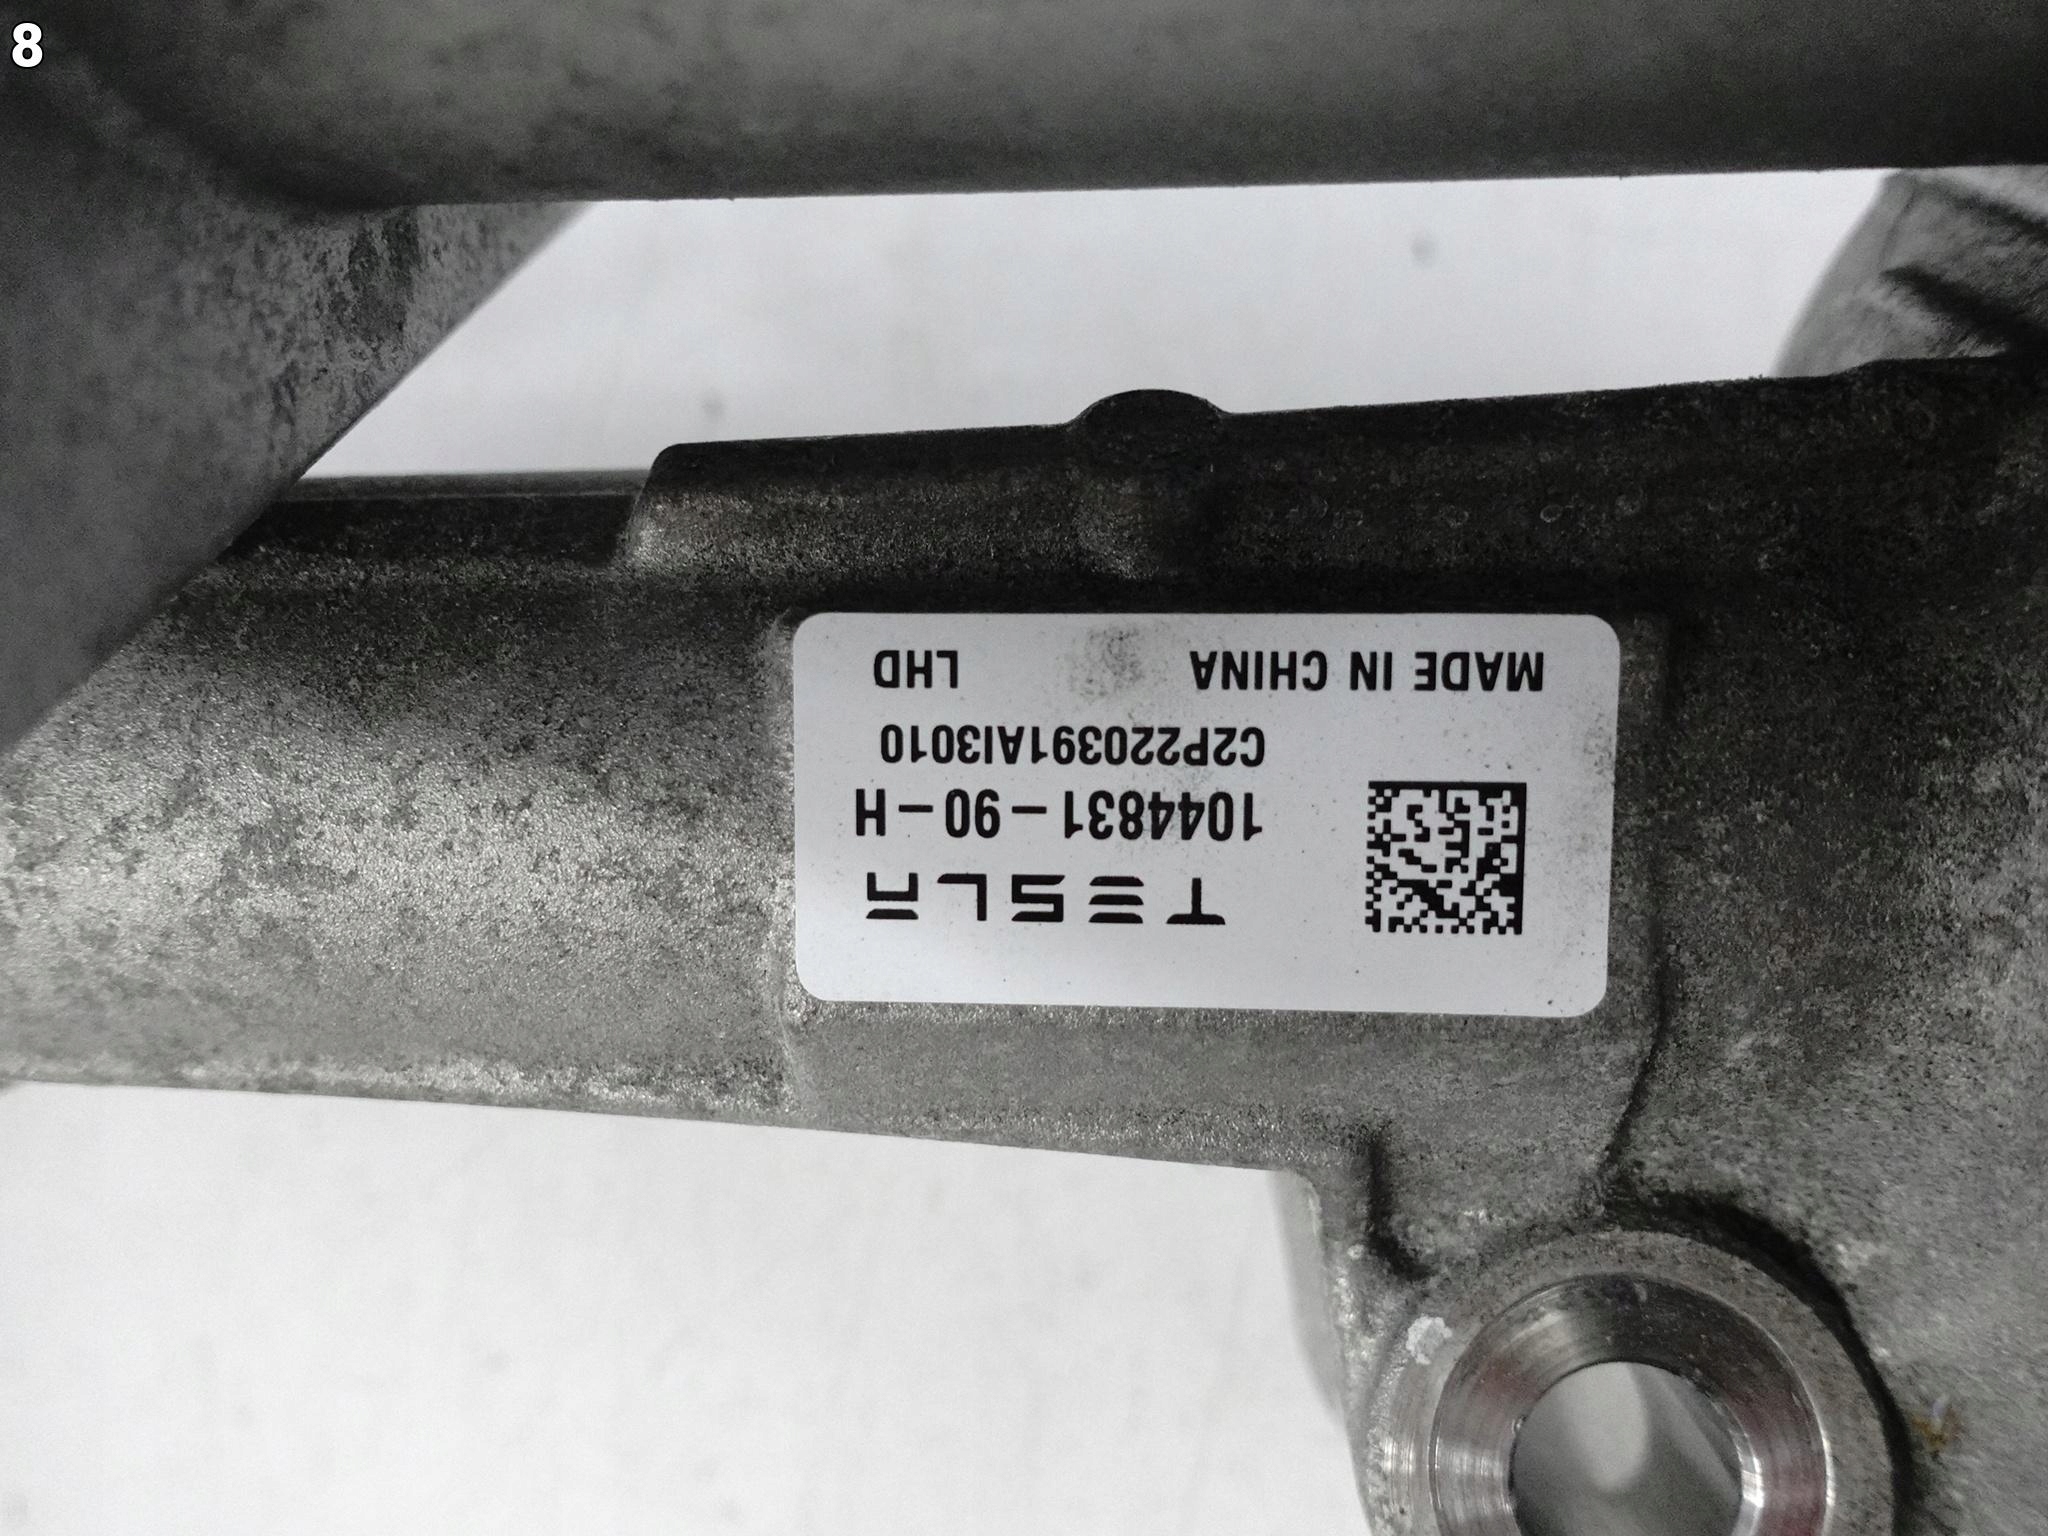 8
TESLA
1044831-90-H
C2P220391AI3010
MADE IN CHINA LHD